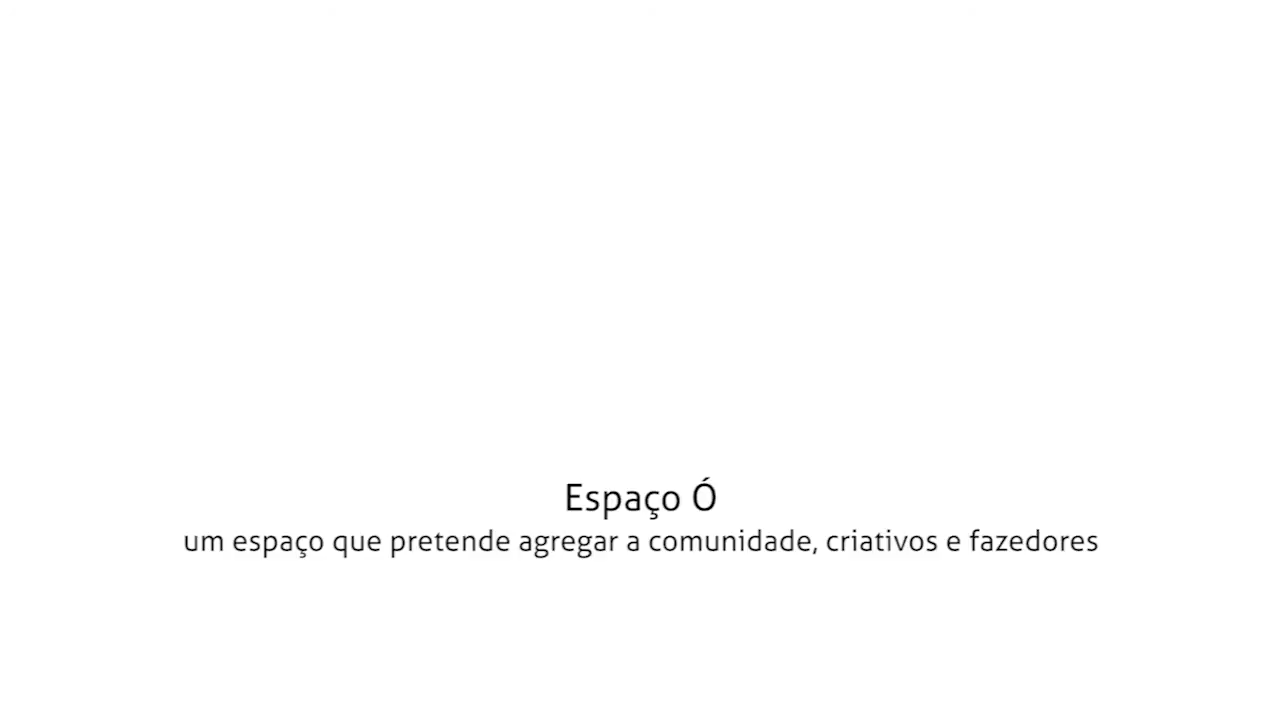 Espaço Ó
um espaço que pretende agregar a comunidade, criativos e fazedores